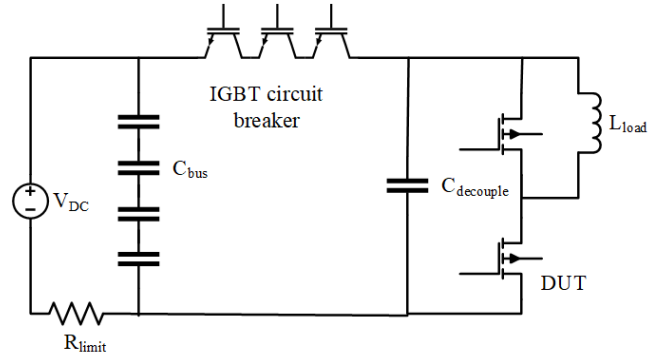 IGBT circuit
breaker
C_bus
L_load
C_decouple
V_DC
DUT
R_limit